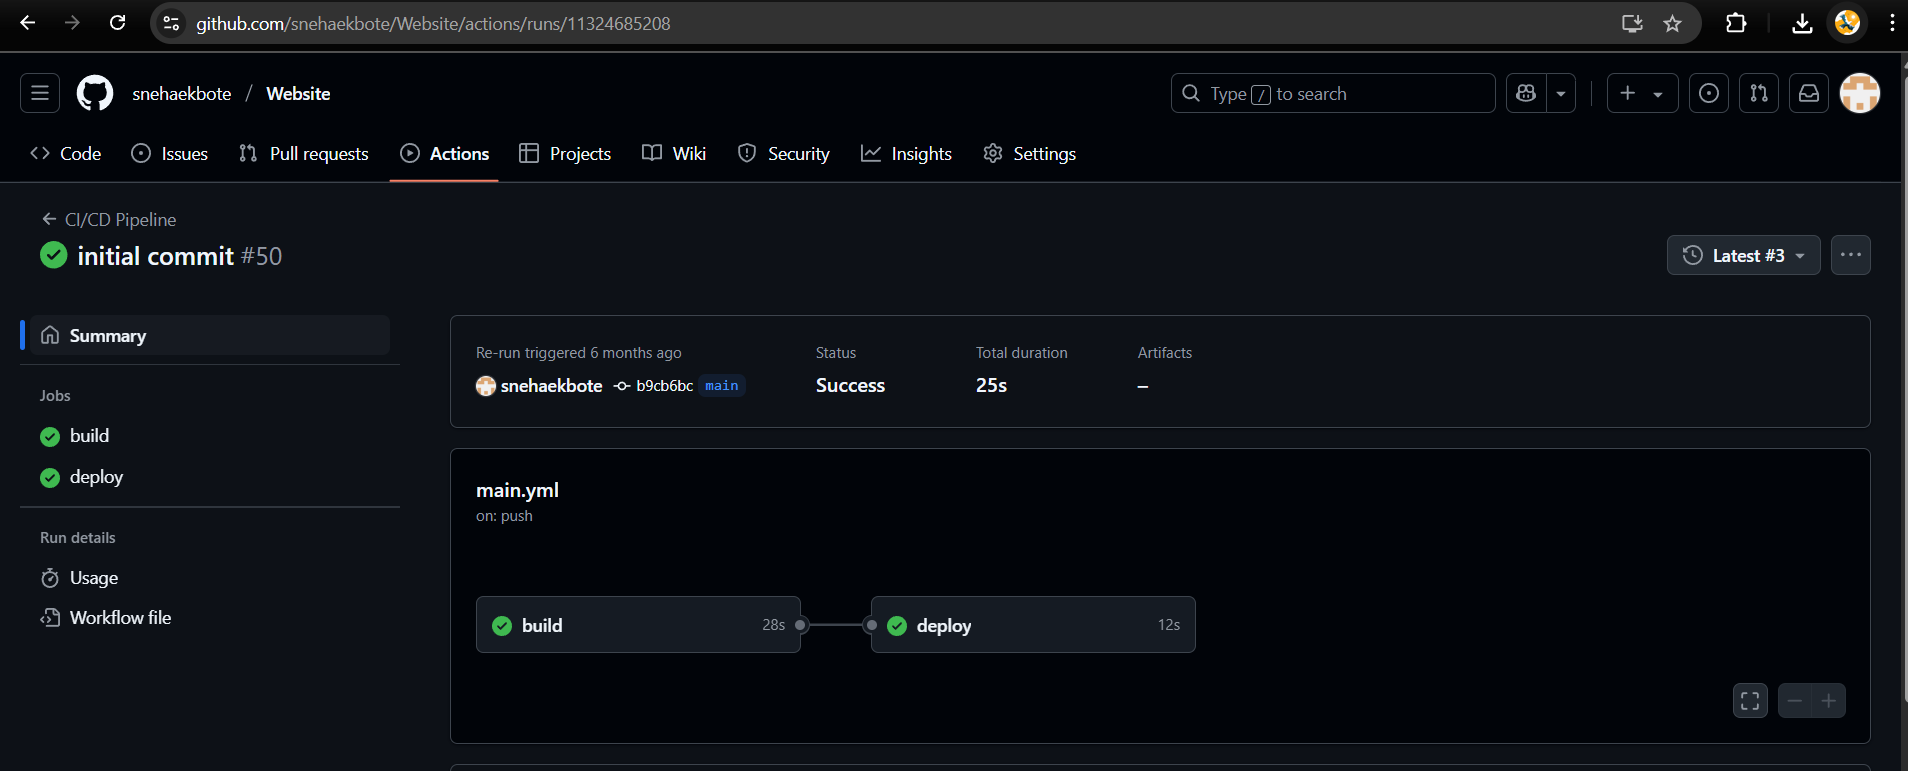 github.com/snehaekbote/Website/actions/runs/11324685208
snehaekbote / Website
Type / to search
Code Issues Pull requests Actions Projects Wiki Security Insights Settings
CI/CD Pipeline
initial commit #50
Latest #3
Summary
Jobs
build
deploy
Run details
Usage
Workflow file
Re-run triggered 6 months ago
snehaekbote b9cb6bc main
Status
Success
Total duration
25s
Artifacts
–
main.yml
on: push
build 28s
deploy 12s